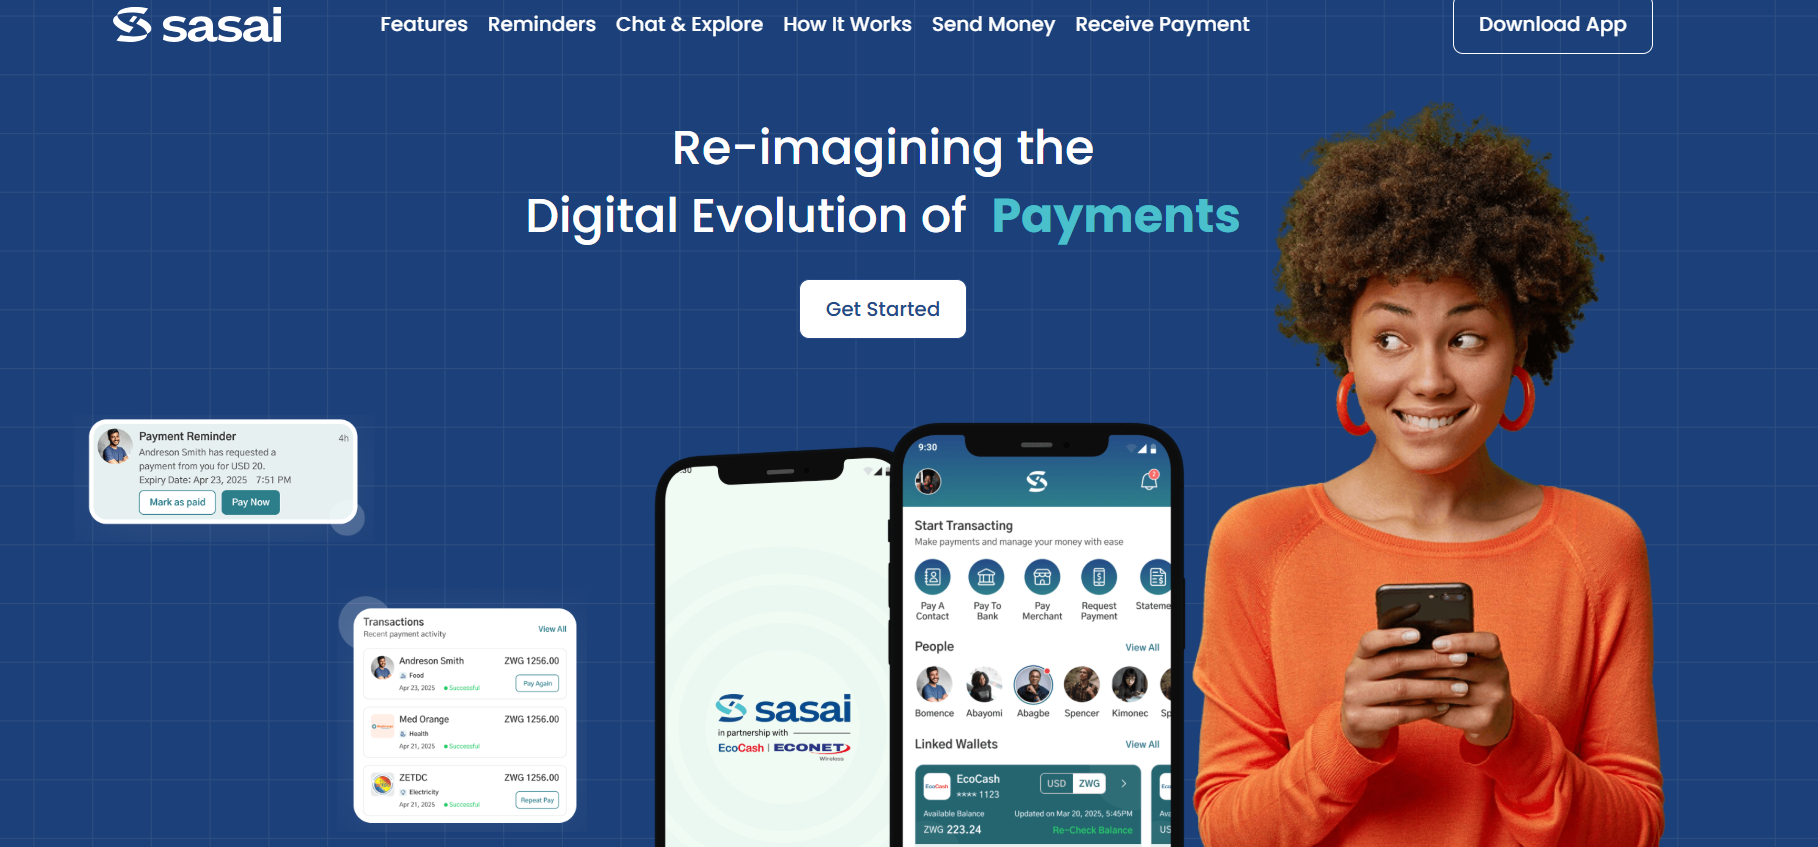 sasai
Features Reminders Chat & Explore How It Works Send Money Receive Payment
Download App
Re-imagining the
Digital Evolution of Payments
Get Started
Payment Reminder 4h
Andreson Smith has requested a
payment from you for USD 20.
Expiry Date: Apr 23, 2025 7:51 PM
Mark as paid Pay Now
Transactions
Recent payment activity
View All
Andreson Smith ZWG 1256.00
Food
Apr 23, 2025 Successful
Pay Again
Med Orange ZWG 1256.00
Health
Apr 21, 2025 Successful
ZETDC ZWG 1256.00
Electricity
Apr 21, 2025 Successful
Repeat Pay
sasai
in partnership with
EcoCash | ECONET
Wireless
9:30
2
Start Transacting
Make payments and manage your money with ease
Pay A
Contact
Pay To
Bank
Pay
Merchant
Request
Payment
Stateme
People View All
Bomence Abayomi Abagbe Spencer Kimonec Sp
Linked Wallets View All
EcoCash
EcoCash
**** 1123
USD ZWG
Available Balance Updated on Mar 20, 2025, 5:45PM
ZWG 223.24 Re-Check Balance
Ava
US